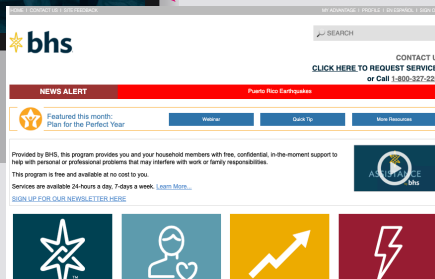 HOME | CONTACT US | SITE FEEDBACK
MY ADVANTAGE | PROFILE | EN ESPAÑOL | SIGN
bhs
SEARCH
CONTACT
CLICK HERE TO REQUEST SERVICE
or Call 1-800-327-22
NEWS ALERT
Puerto Rico Earthquakes
Featured this month:
Plan for the Perfect Year
Webinar
Quick Tip
More Resources
Provided by BHS, this program provides you and your household members with free, confidential, in-the-moment support to
help with personal or professional problems that may interfere with work or family responsibilities.
This program is free and available at no cost to you.
Services are available 24-hours a day, 7-days a week. Learn More...
SIGN UP FOR OUR NEWSLETTER HERE
ASSISTANCE
bhs
TM